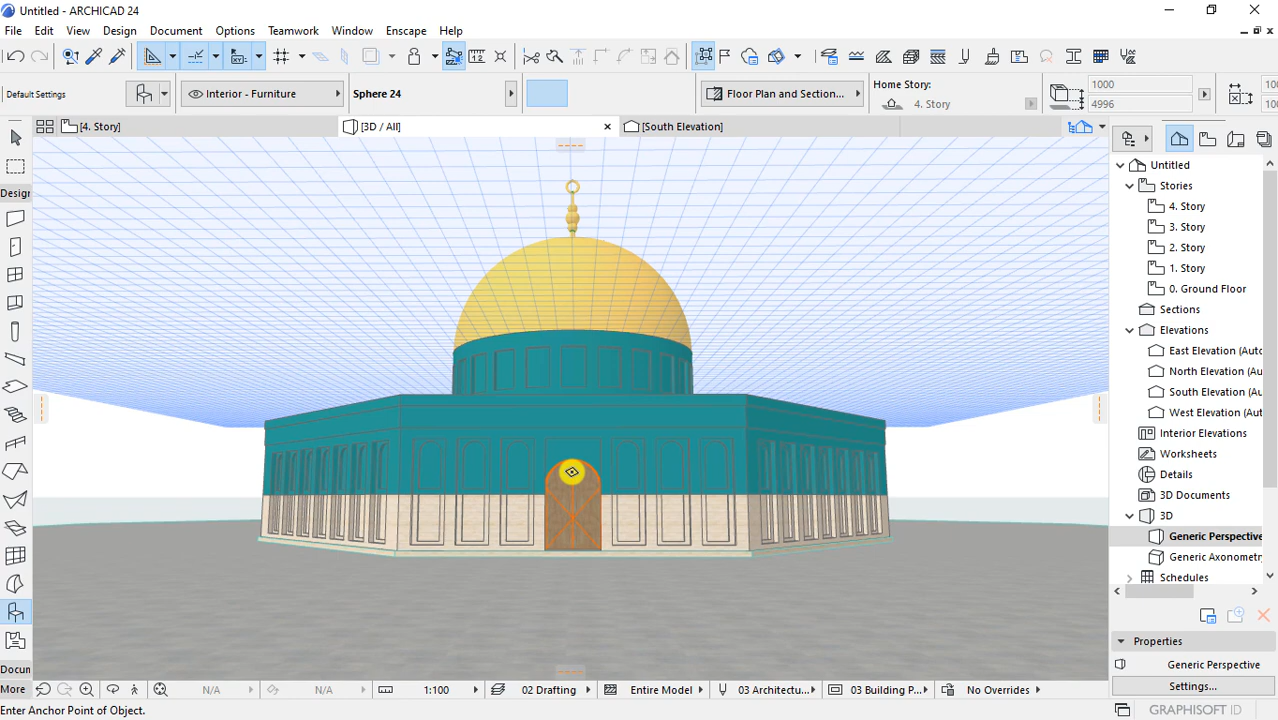 Untitled - ARCHICAD 24
File Edit View Design Document Options Teamwork Window Enscape Help
Default Settings
Interior - Furniture
Sphere 24
Floor Plan and Section...
Home Story:
4. Story
1000
4996
100
10
[4. Story]
[3D / All]
[South Elevation]
Design
Untitled
Stories
4. Story
3. Story
2. Story
1. Story
0. Ground Floor
Sections
Elevations
East Elevation (Auto
North Elevation (Au
South Elevation (Au
West Elevation (Aut
Interior Elevations
Worksheets
Details
3D Documents
3D
Generic Perspective
Generic Axonometr
Schedules
Properties
Generic Perspective
Settings...
Docun
More
N/A
N/A
1:100
02 Drafting
Entire Model
03 Architectu...
03 Building P...
No Overrides
Enter Anchor Point of Object.
GRAPHISOFT ID